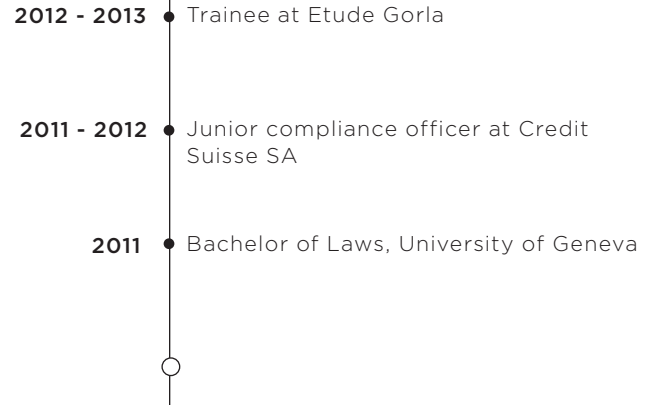 2012 - 2013 Trainee at Etude Gorla
2011 - 2012 Junior compliance officer at Credit
Suisse SA
2011 Bachelor of Laws, University of Geneva